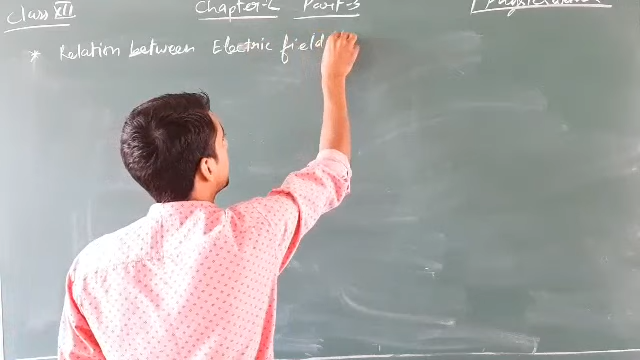 Class XII Chapter-2 Part-3
* Relation between Electric field